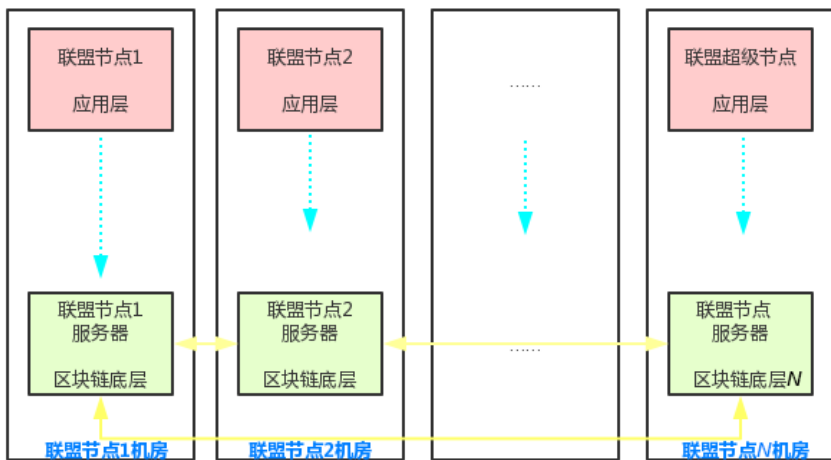 联盟节点1
应用层
联盟节点2
应用层
……
联盟超级节点
应用层
联盟节点1
服务器
区块链底层
联盟节点2
服务器
区块链底层
……
联盟节点
服务器
区块链底层N
联盟节点1机房
联盟节点2机房
联盟节点N机房